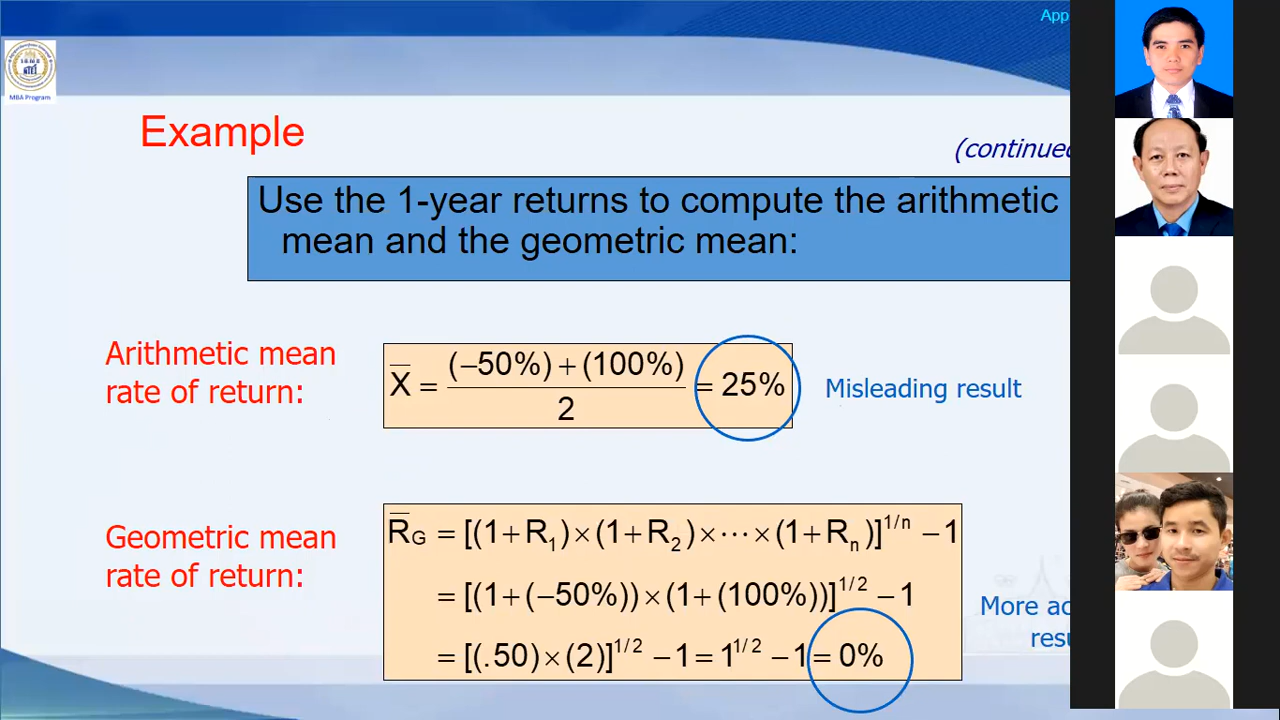 App
MBA Program
Example
(continued
Use the 1-year returns to compute the arithmetic
mean and the geometric mean:
Arithmetic mean
rate of return:
X̅ = (−50%) + (100%) / 2 = 25%
Misleading result
Geometric mean
rate of return:
R̅G = [(1+R₁)×(1+R₂)×⋯×(1+Rₙ)]^1/n −1
= [(1+(−50%))×(1+(100%))]^1/2 −1
= [(.50)×(2)]^1/2 −1 = 1^1/2 −1 = 0%
More ac
resu